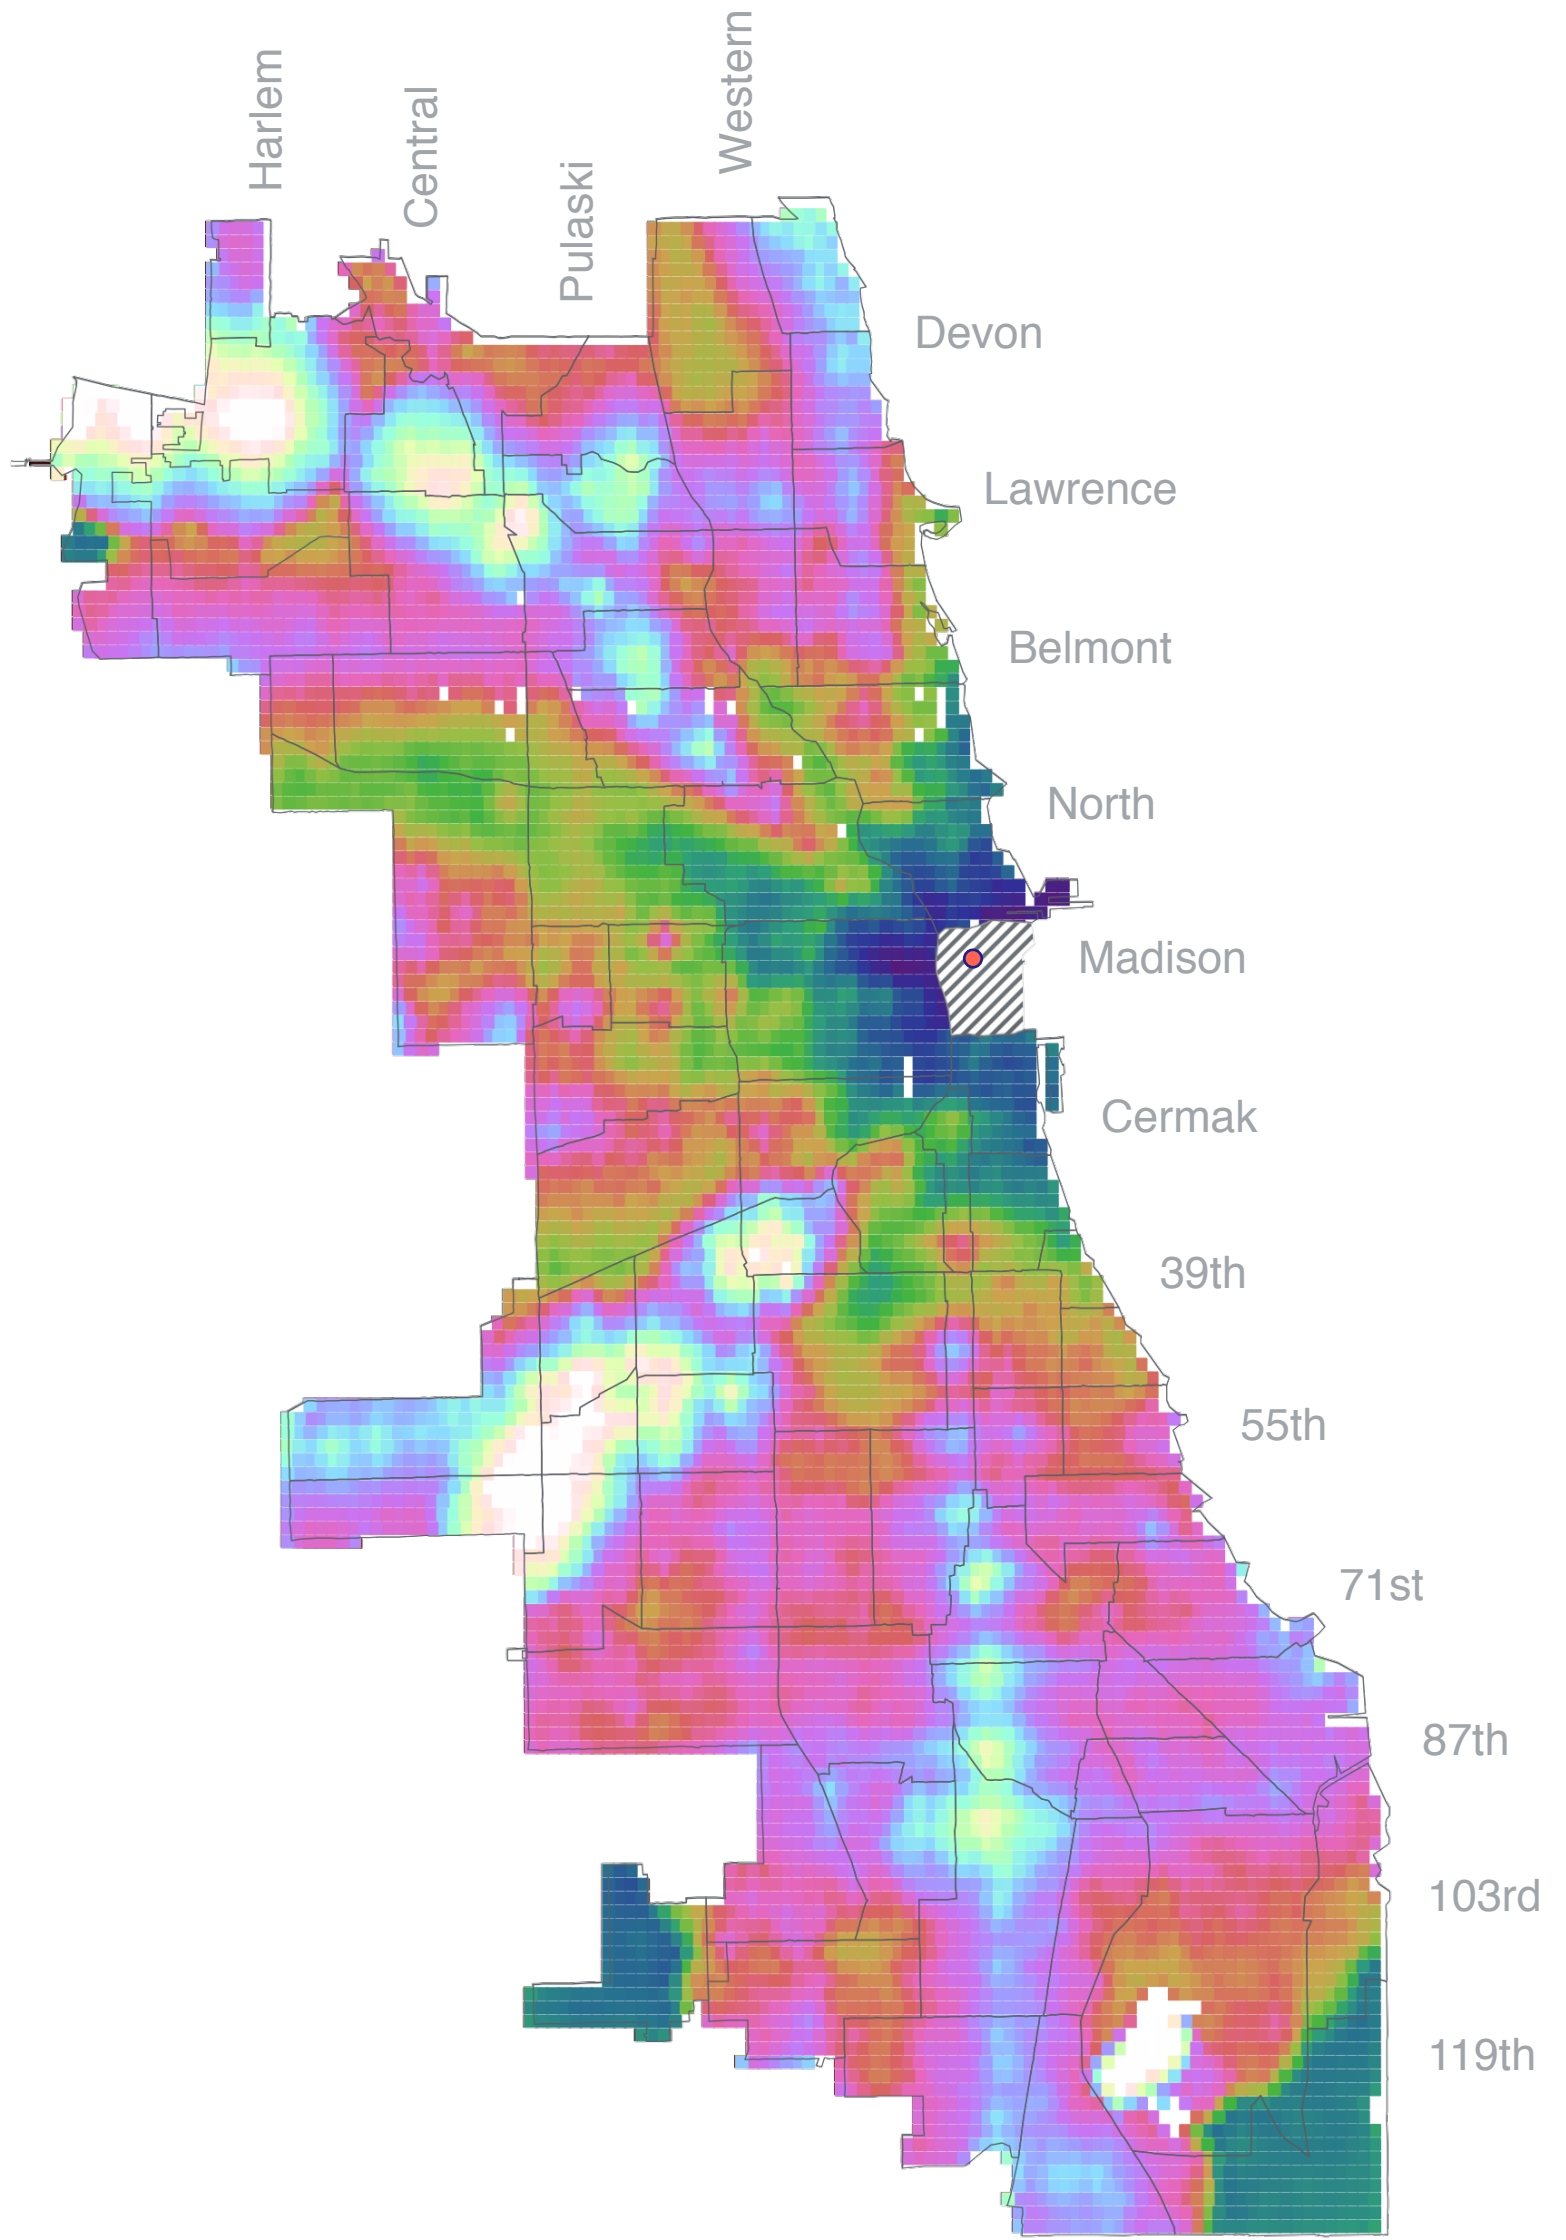 Harlem
Central
Pulaski
Western
Devon
Lawrence
Belmont
North
Madison
Cermak
39th
55th
71st
87th
103rd
119th